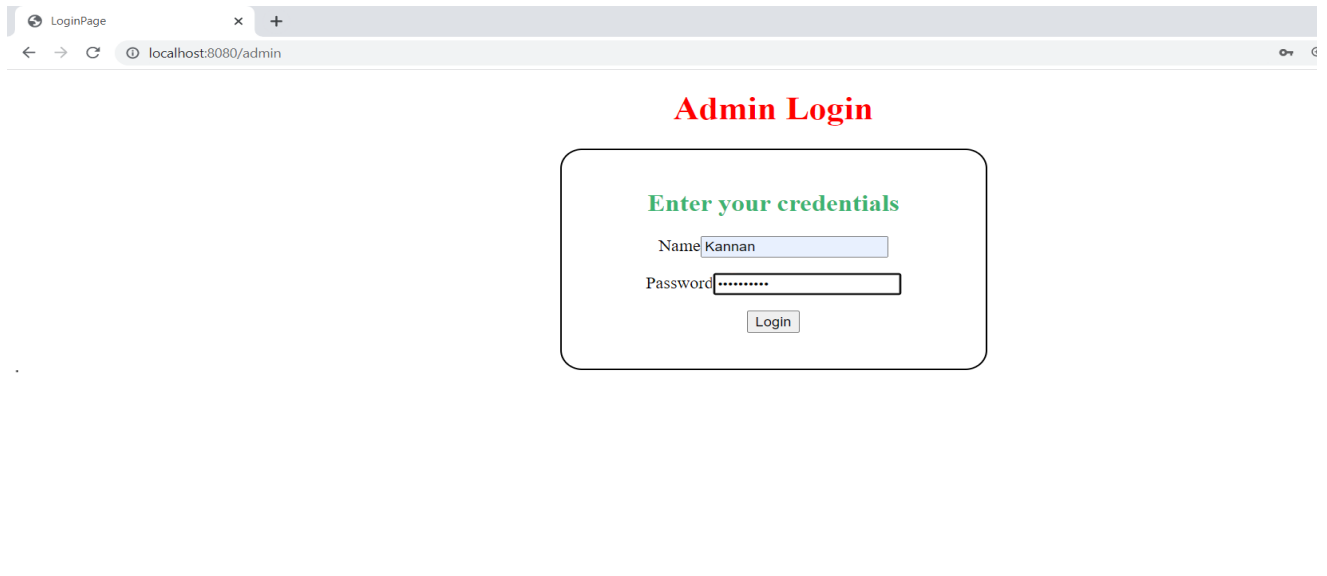 LoginPage
localhost:8080/admin
Admin Login
Enter your credentials
Name Kannan
Password ••••••••••
Login
.